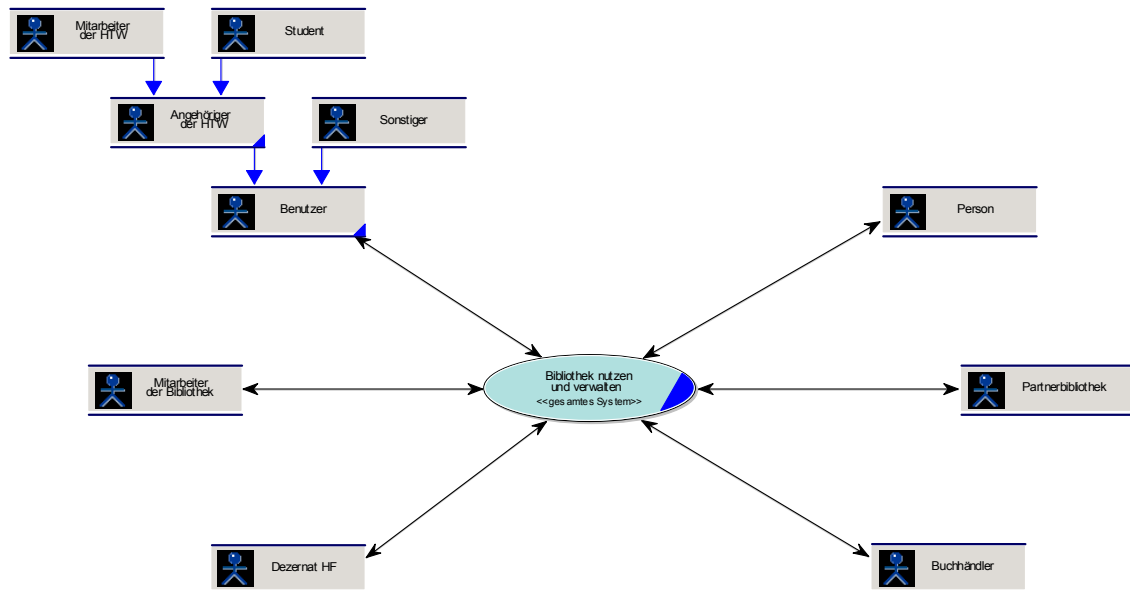 Mitarbeiter
der HTW
Student
Angehöriger
der HTW
Sonstiger
Benutzer
Person
Bibliothek nutzen
und verwalten
<<gesamtes System>>
Mitarbeiter
der Bibliothek
Partnerbibliothek
Dezernat HF
Buchhändler